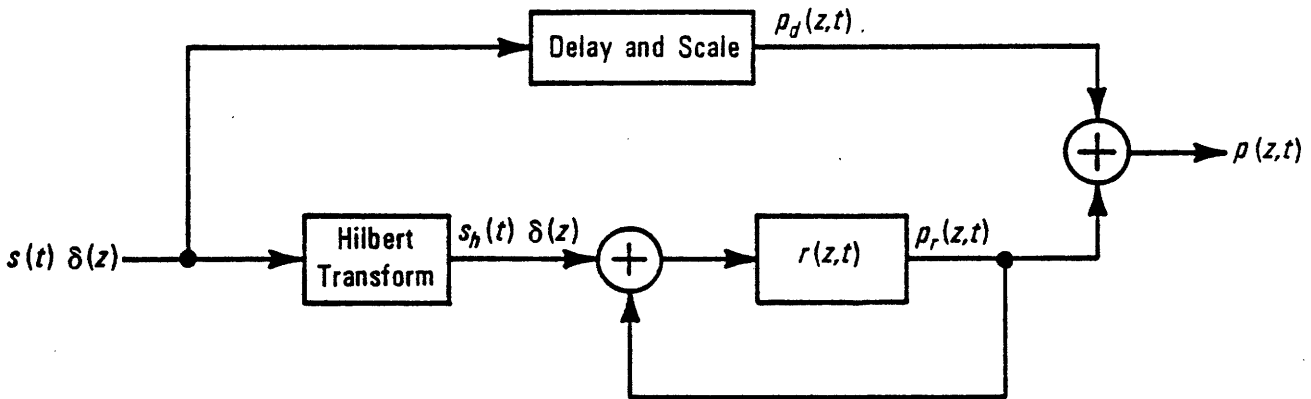 p_d(z,t).
Delay and Scale
p(z,t)
s(t) δ(z)
Hilbert
Transform
s_h(t) δ(z)
r(z,t)
p_r(z,t)